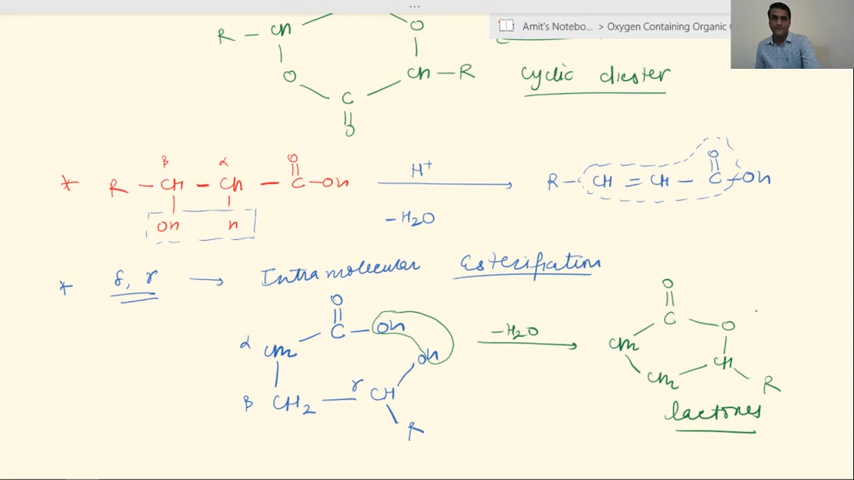 Amit's Notebo... > Oxygen Containing Organic
R — CH
O
O
CH — R
C
O
cyclic diester
* R — CH — CH — C — OH
β α O
OH H
H+
-H2O
R — CH = CH — C — OH
O
* δ, γ → Intramolecular Esterification
O
C — OH
α CH2
OH
β CH2 — γ CH
R
-H2O
O
C
O
CH2
CH2
CH
R
lactones